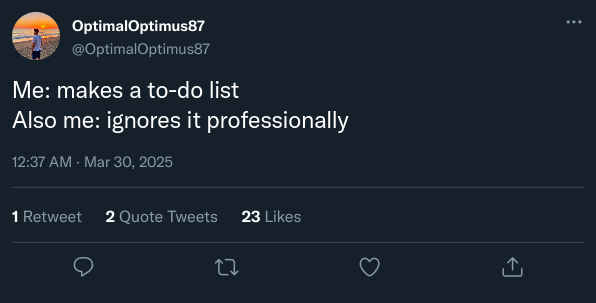 OptimalOptimus87
@OptimalOptimus87
Me: makes a to-do list
Also me: ignores it professionally
12:37 AM · Mar 30, 2025
1 Retweet 2 Quote Tweets 23 Likes